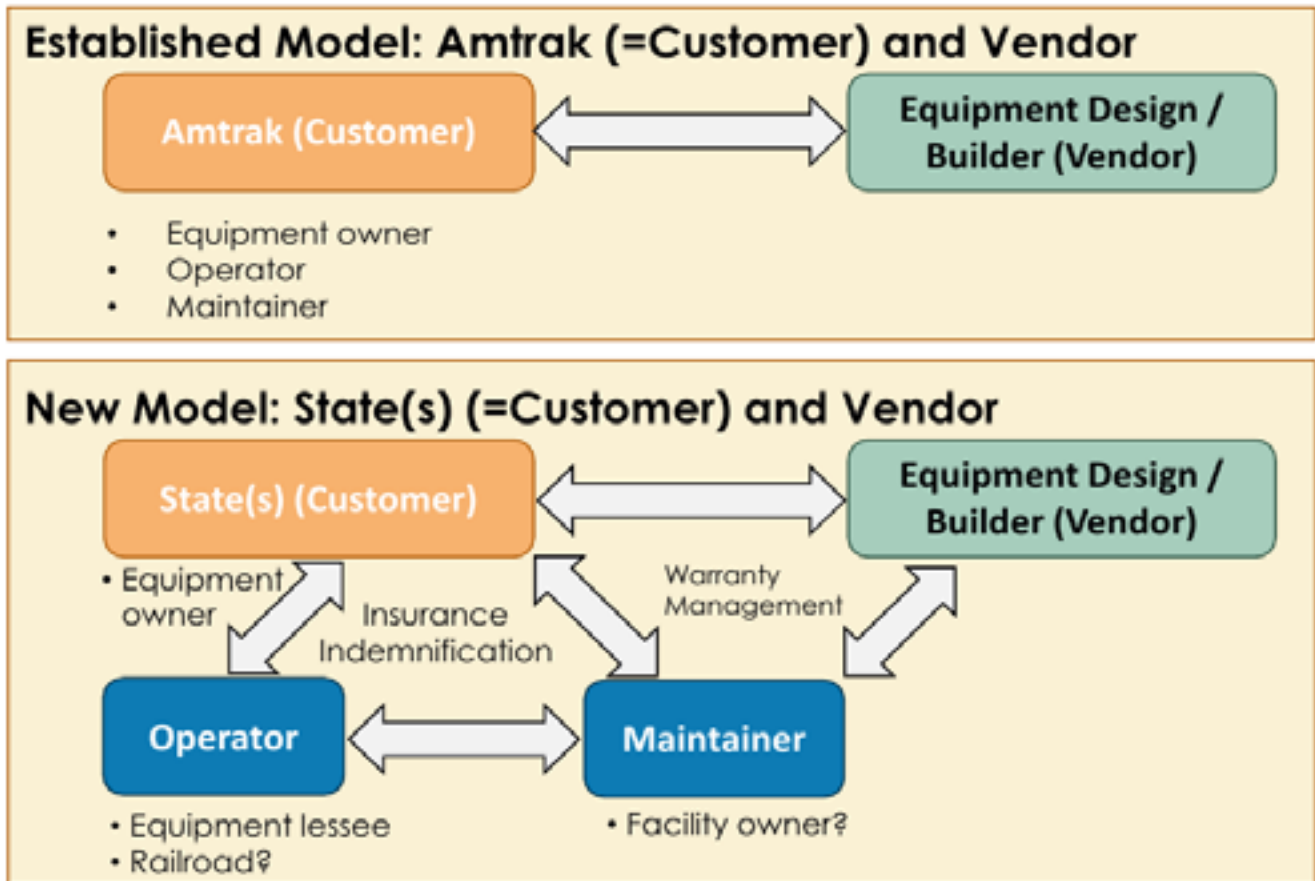 Established Model: Amtrak (=Customer) and Vendor
Amtrak (Customer)
Equipment Design /
Builder (Vendor)
• Equipment owner
• Operator
• Maintainer
New Model: State(s) (=Customer) and Vendor
State(s) (Customer)
Equipment Design /
Builder (Vendor)
• Equipment
owner
Insurance
Indemnification
Warranty
Management
Operator
Maintainer
• Equipment lessee
• Railroad?
• Facility owner?